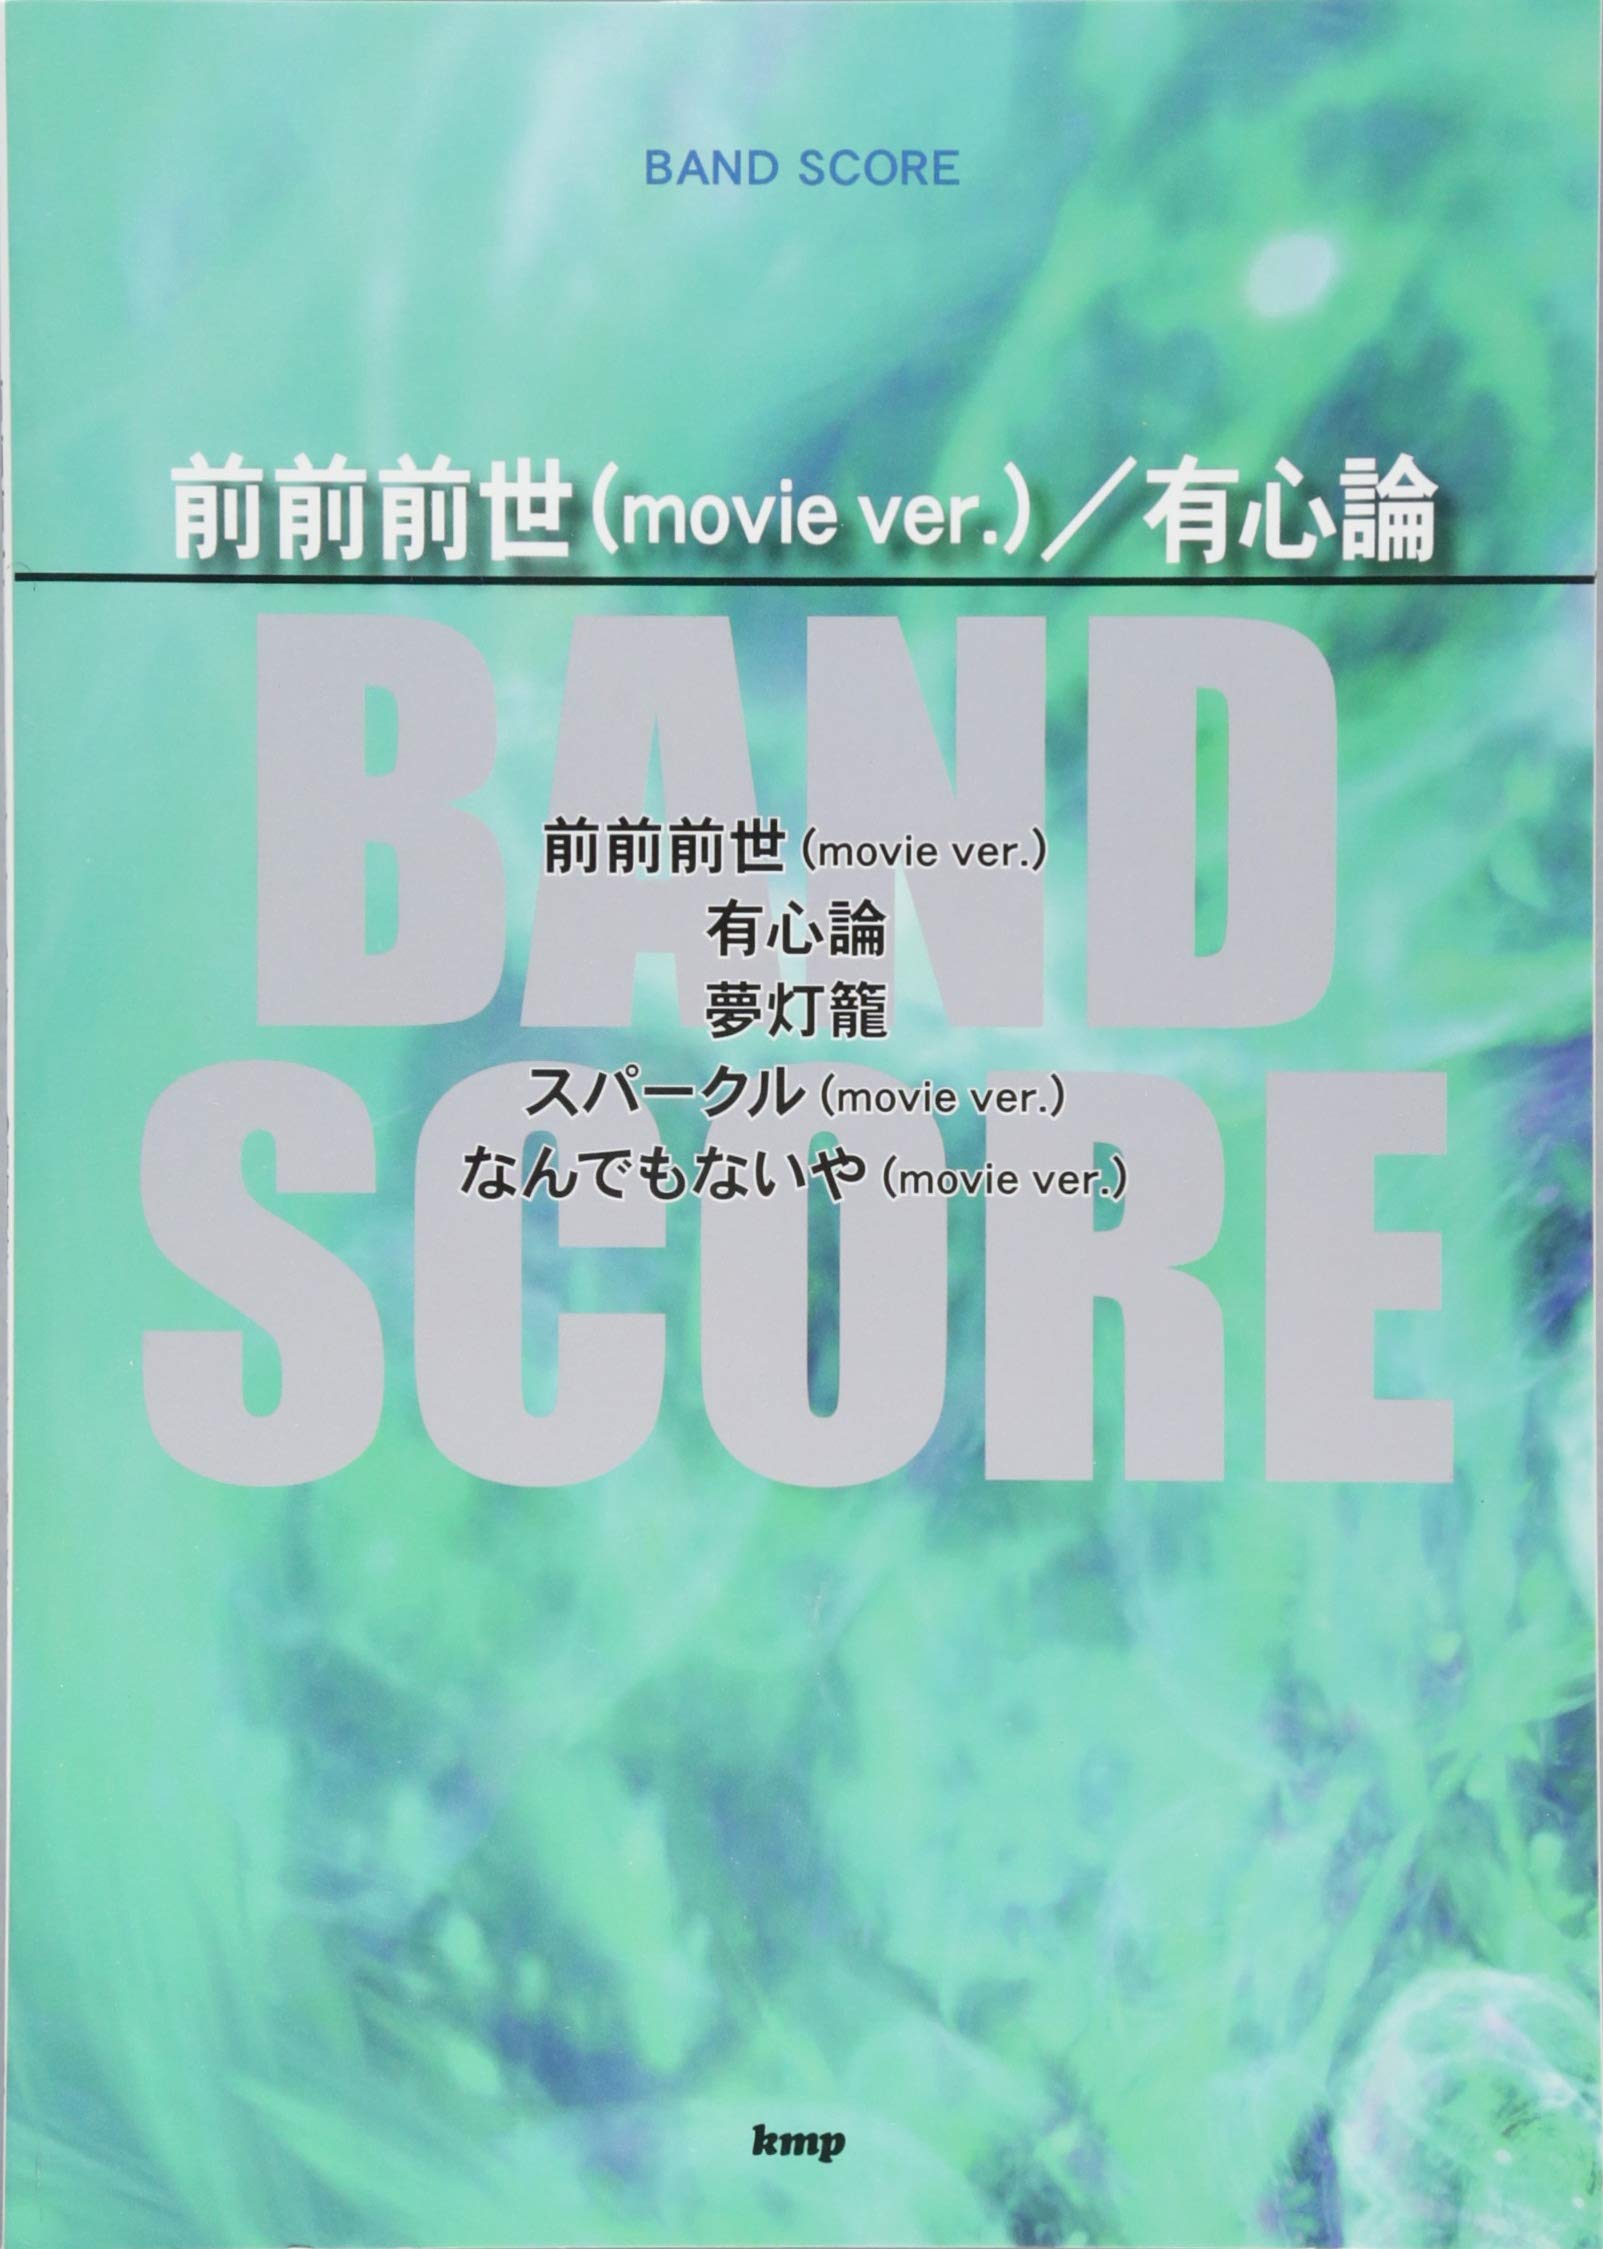 BAND SCORE
前前前世(movie ver.)／有心論
BAND
前前前世 (movie ver.)
有心論
夢灯籠
SCORE
スパークル (movie ver.)
なんでもないや (movie ver.)
kmp